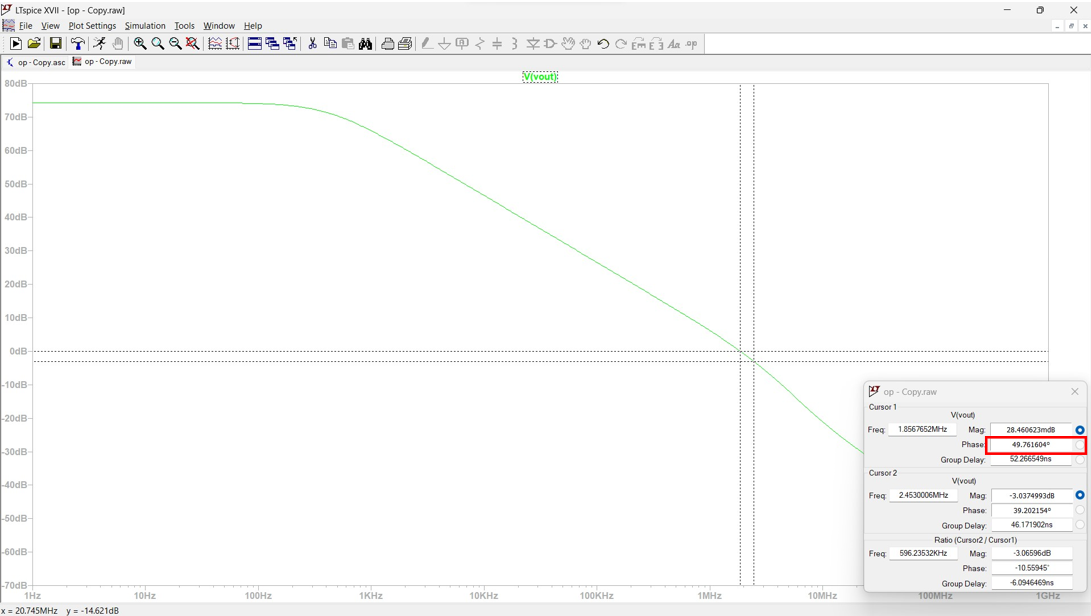 LTspice XVII - [op - Copy.raw]
File View Plot Settings Simulation Tools Window Help
op - Copy.asc op - Copy.raw
V(vout)
80dB
70dB
60dB
50dB
40dB
30dB
20dB
10dB
0dB
-10dB
-20dB
-30dB
-40dB
-50dB
-60dB
-70dB
1Hz 10Hz 100Hz 1KHz 10KHz 100KHz 1MHz 10MHz 100MHz 1GHz
op - Copy.raw
Cursor 1
V(vout)
Freq: 1.8567652MHz Mag: 28.460623mdB
Phase: 49.761604°
Group Delay: 52.266549ns
Cursor 2
V(vout)
Freq: 2.4530006MHz Mag: -3.0374993dB
Phase: 39.202154°
Group Delay: 46.171902ns
Ratio (Cursor2 / Cursor1)
Freq: 596.23532KHz Mag: -3.06596dB
Phase: -10.55945°
Group Delay: -6.0946469ns
x = 20.745MHz y = -14.621dB